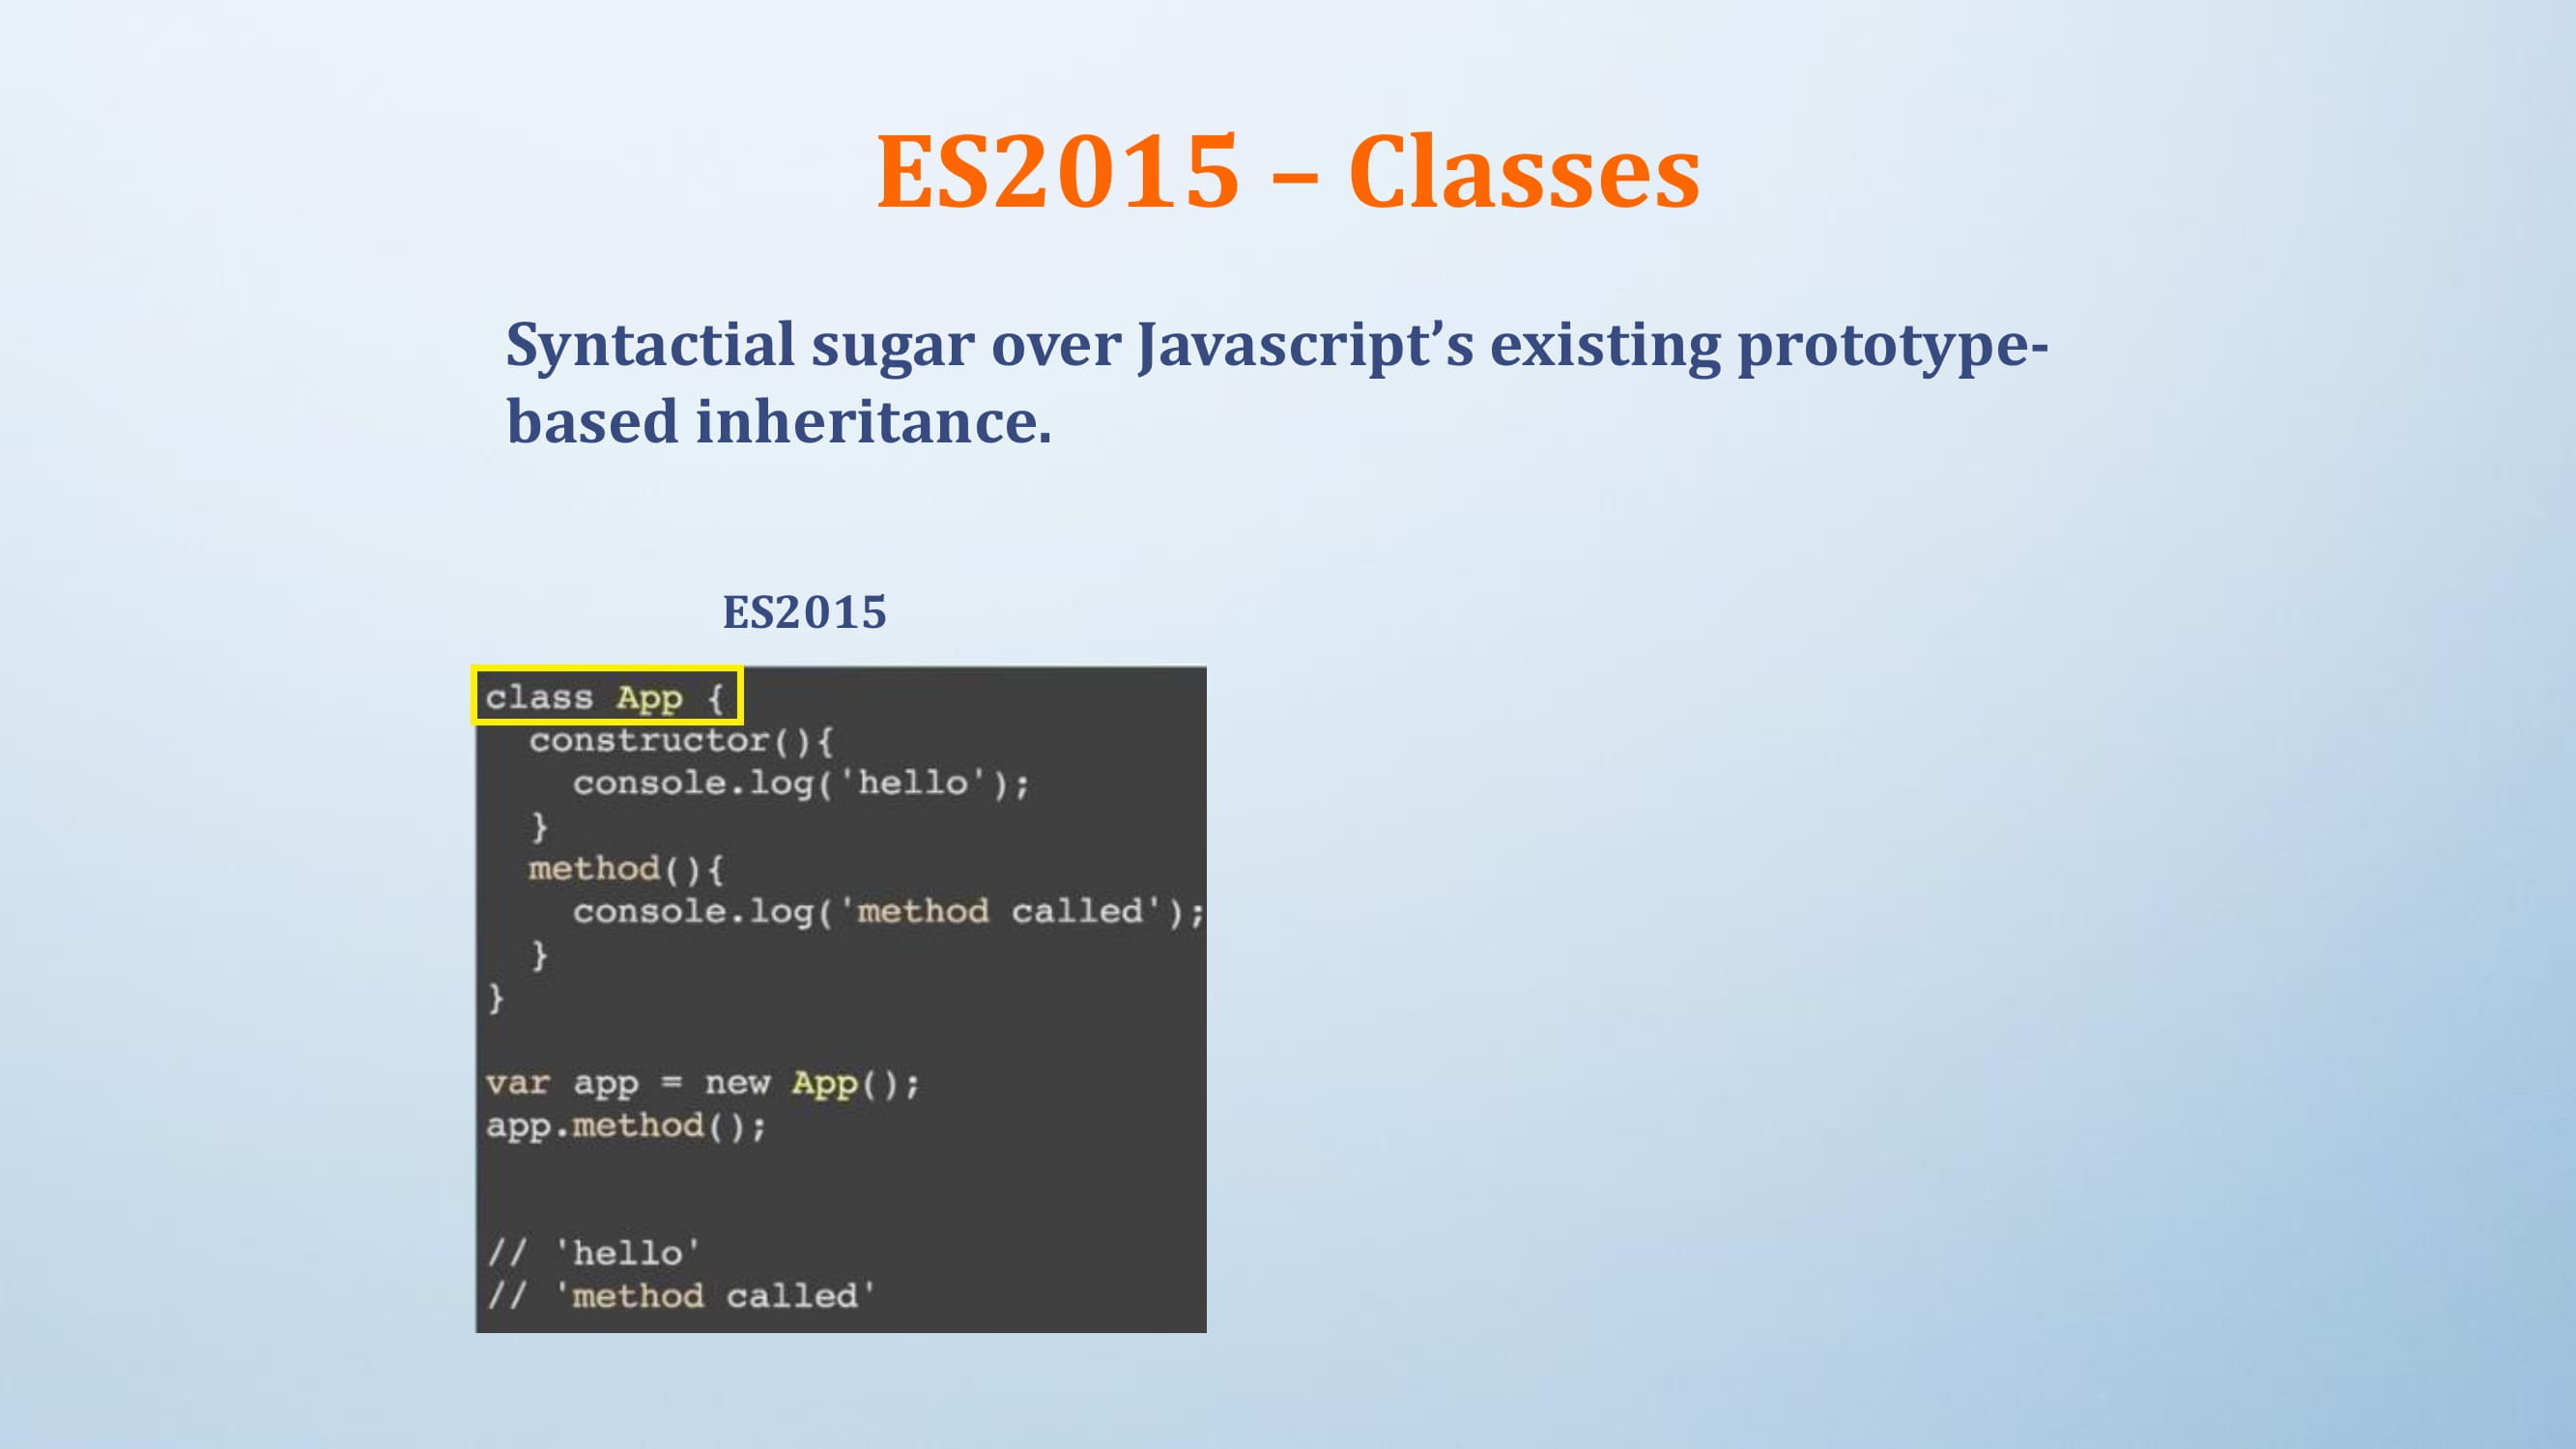 ES2015 – Classes
Syntactial sugar over Javascript’s existing prototype-
based inheritance.
ES2015
class App {
  constructor(){
    console.log('hello');
  }
  method(){
    console.log('method called');
  }
}

var app = new App();
app.method();

// 'hello'
// 'method called'